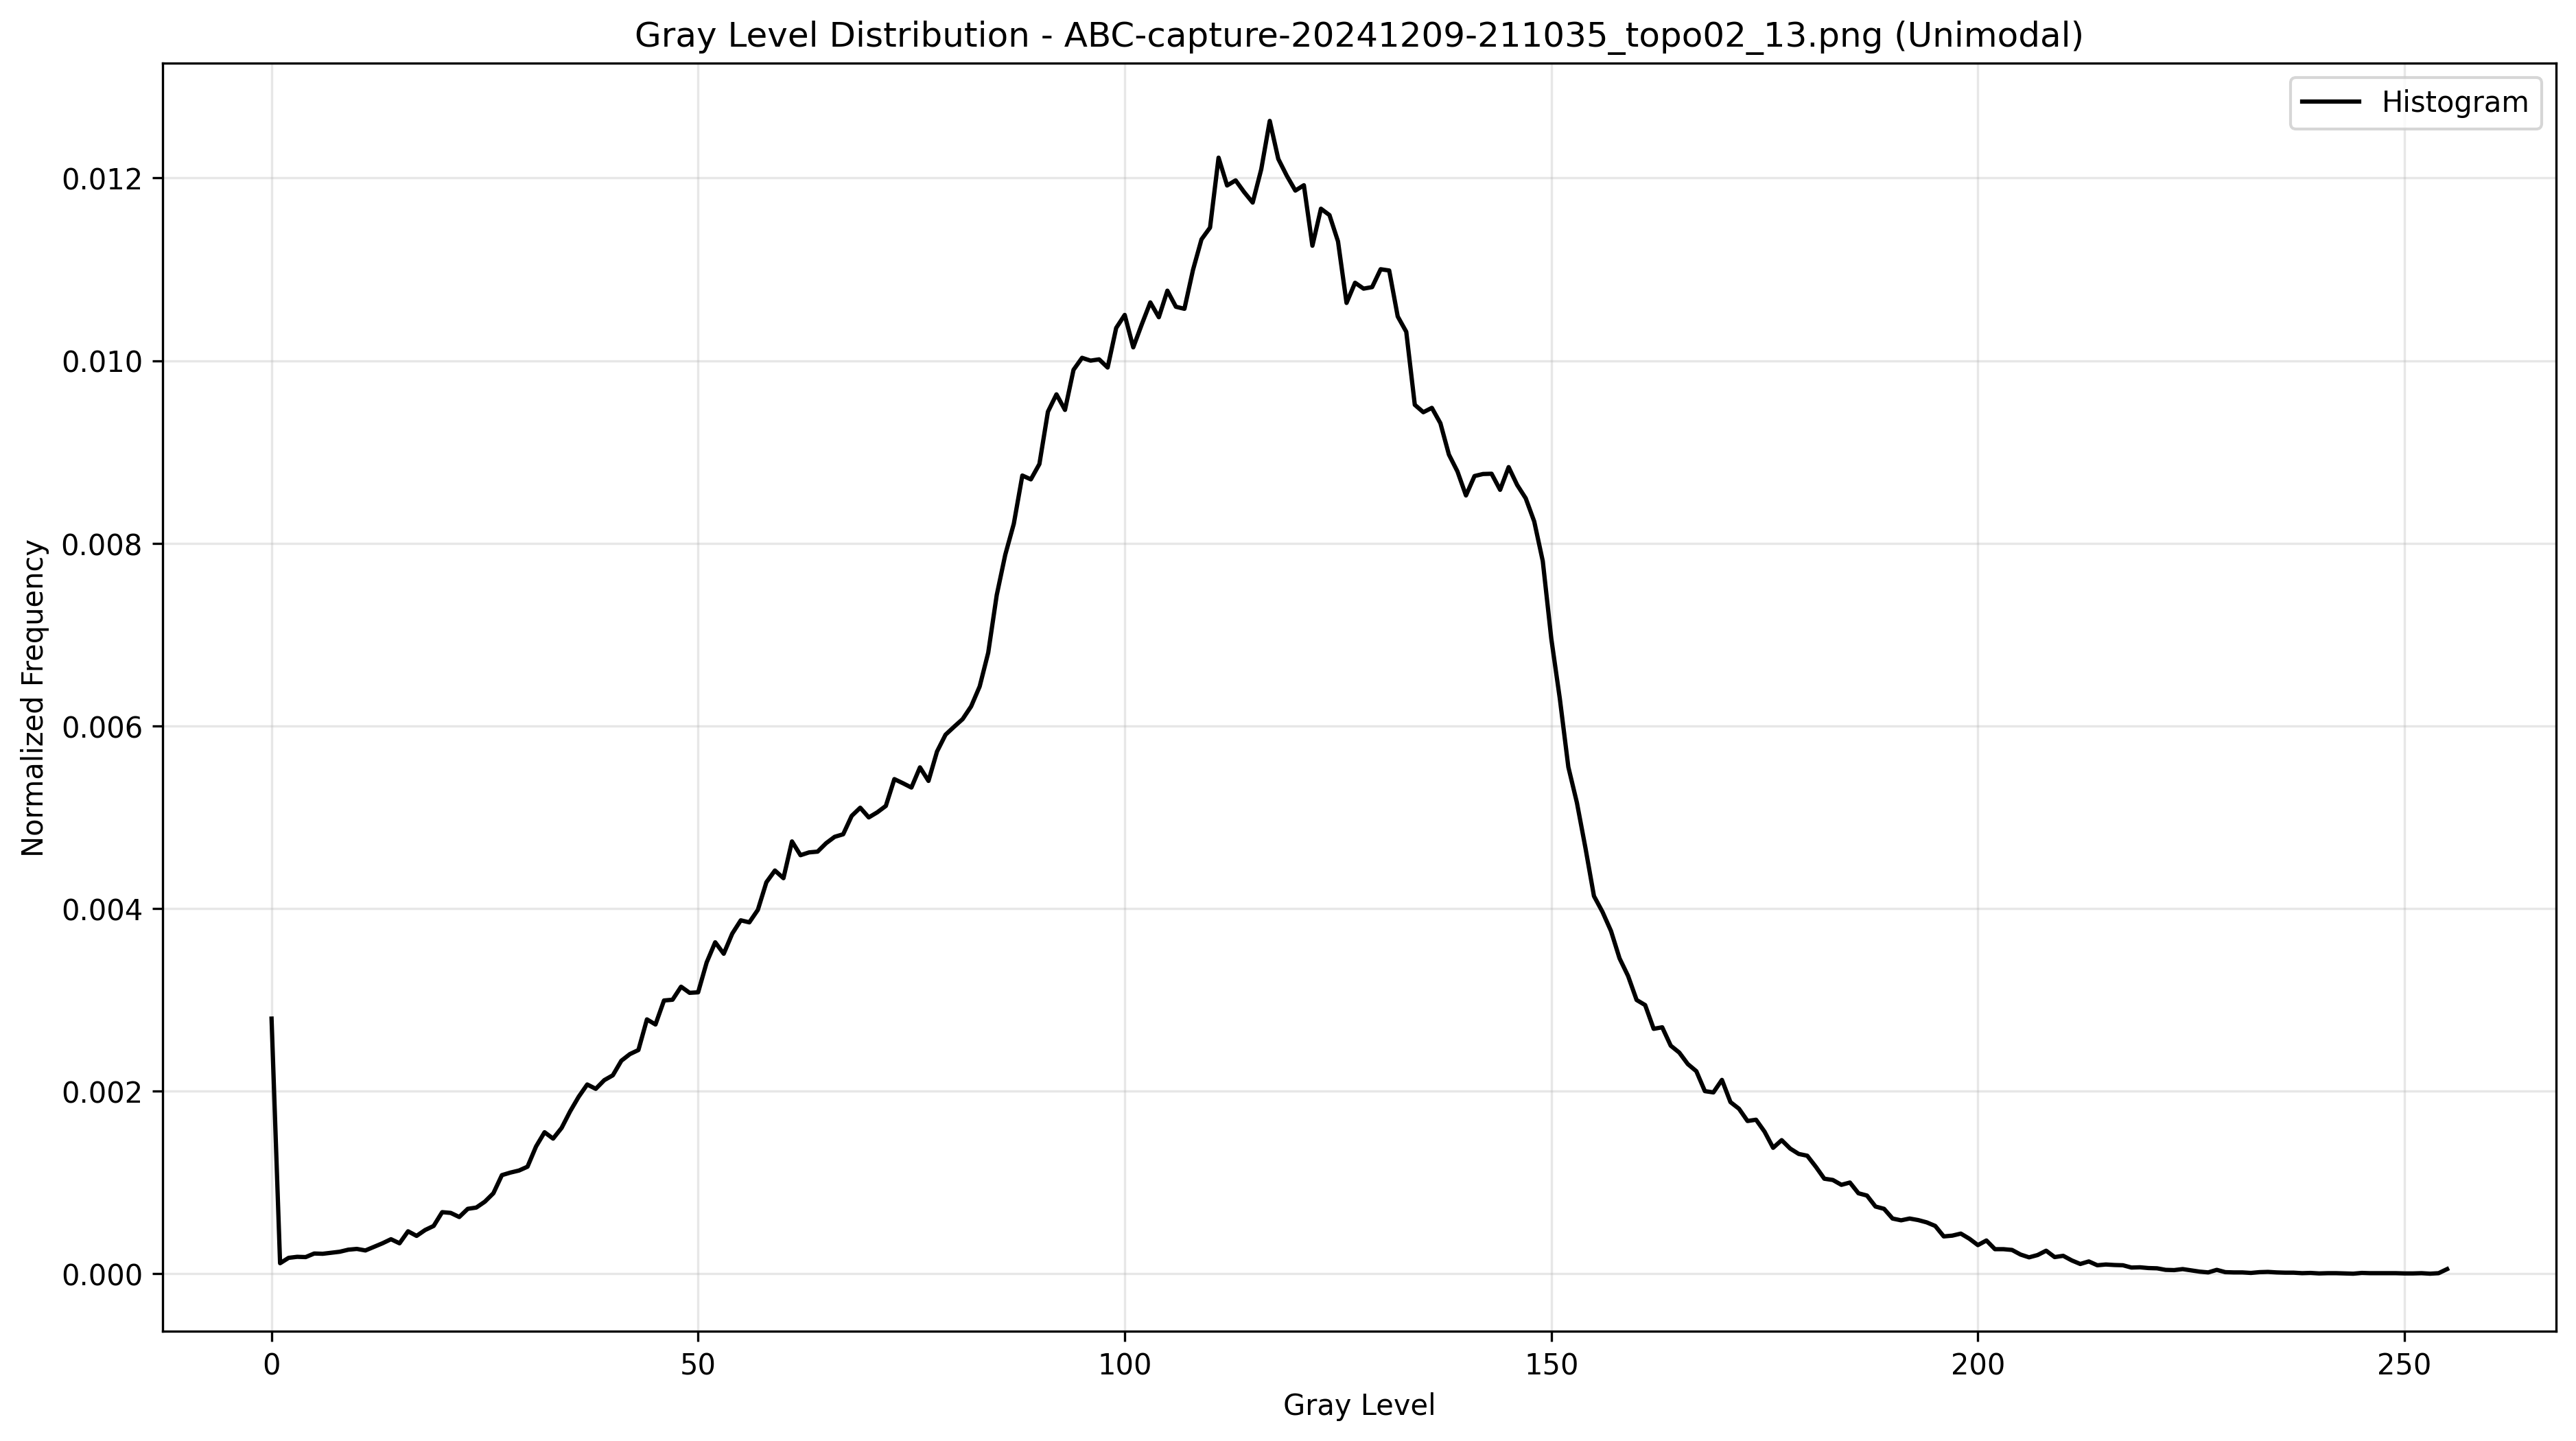 Gray Level Distribution - ABC-capture-20241209-211035_topo02_13.png (Unimodal)
Histogram
Normalized Frequency
0.012
0.010
0.008
0.006
0.004
0.002
0.000
0 50 100 150 200 250
Gray Level